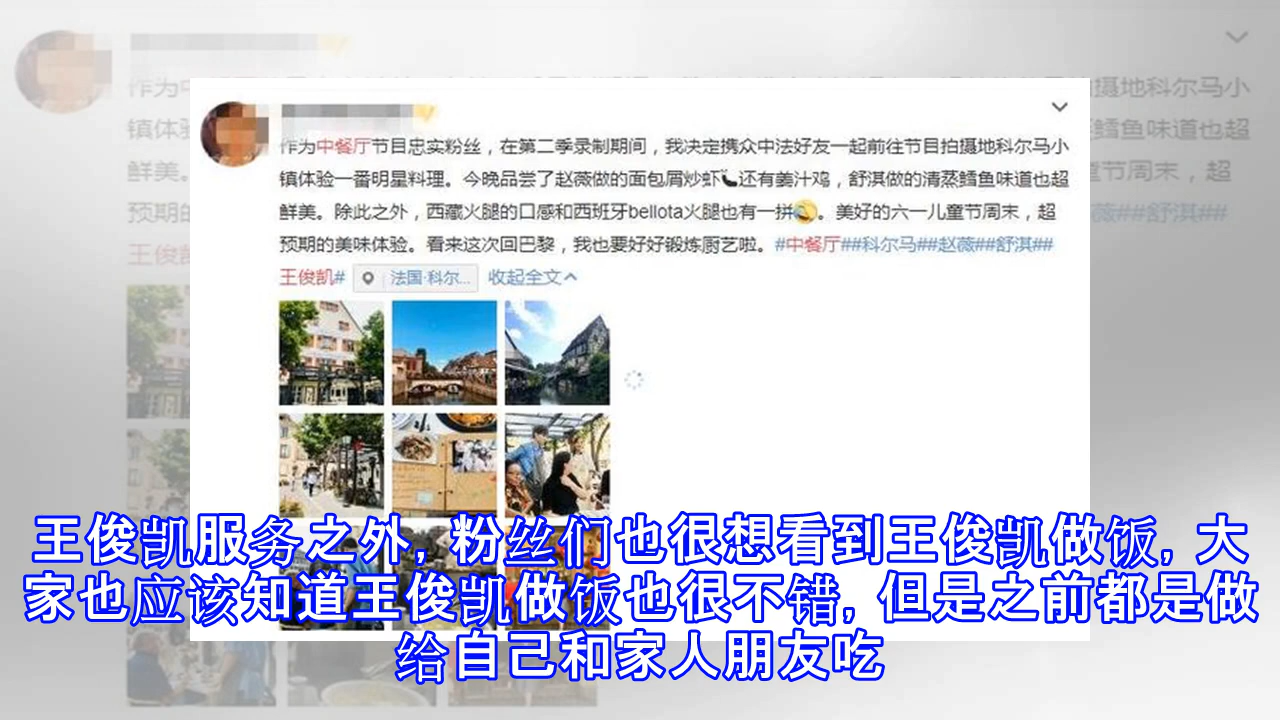 作为中餐厅节目忠实粉丝，在第二季录制期间，我决定携众中法好友一起前往节目拍摄地科尔马小
镇体验一番明星料理。今晚品尝了赵薇做的面包屑炒虾还有姜汁鸡，舒淇做的清蒸鳕鱼味道也超
鲜美。除此之外，西藏火腿的口感和西班牙bellota火腿也有一拼。美好的六一儿童节周末，超
预期的美味体验。看来这次回巴黎，我也要好好锻炼厨艺啦。#中餐厅##科尔马##赵薇##舒淇##
王俊凯# 法国·科尔... 收起全文
王俊凯服务之外, 粉丝们也很想看到王俊凯做饭, 大
家也应该知道王俊凯做饭也很不错, 但是之前都是做
给自己和家人朋友吃